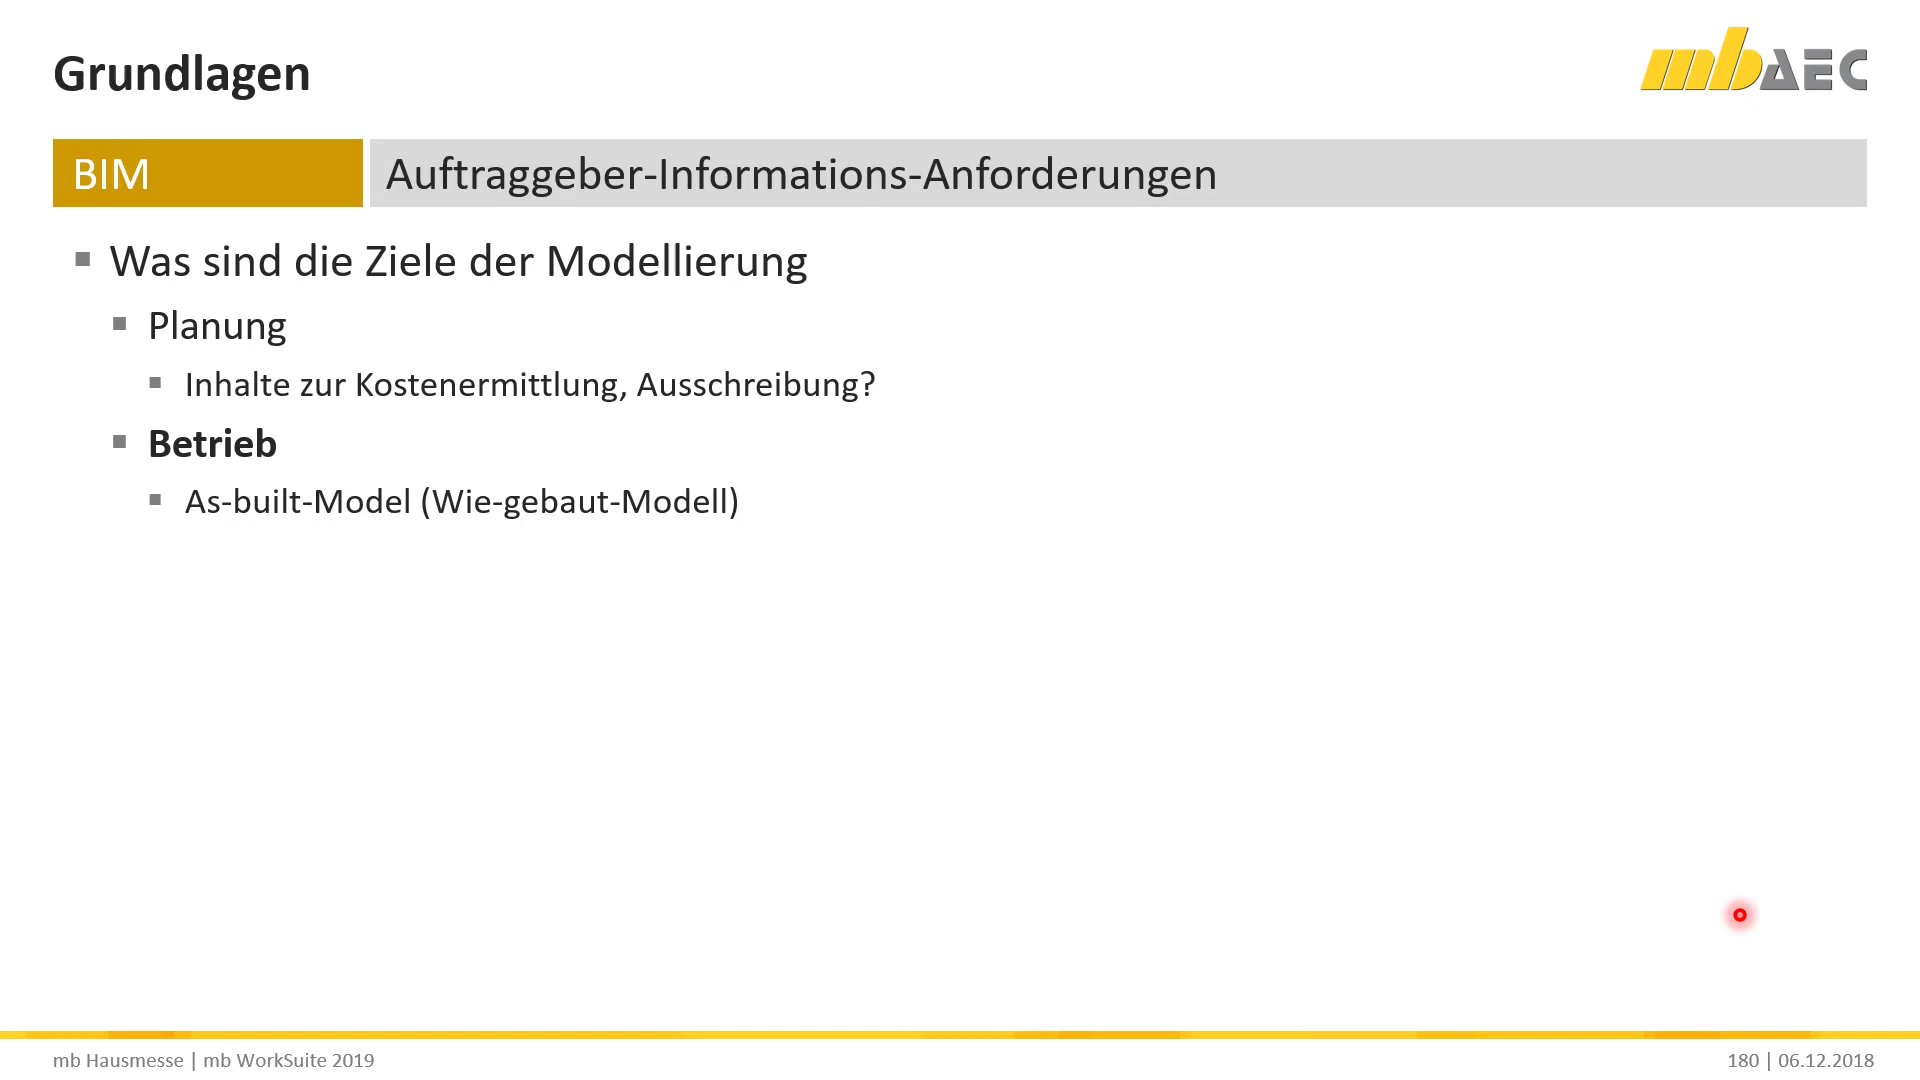 Grundlagen
mbAEC
BIM
Auftraggeber-Informations-Anforderungen
Was sind die Ziele der Modellierung
Planung
Inhalte zur Kostenermittlung, Ausschreibung?
Betrieb
As-built-Model (Wie-gebaut-Modell)
mb Hausmesse | mb WorkSuite 2019
180 | 06.12.2018